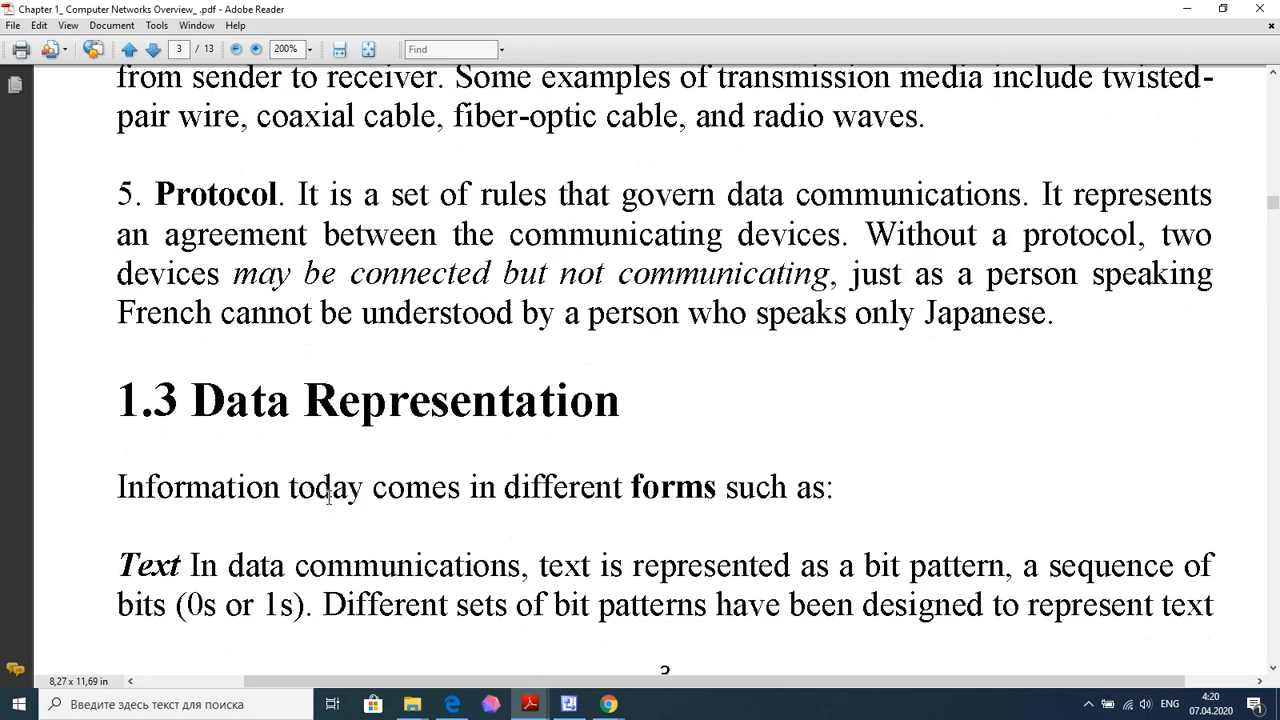 Chapter 1_ Computer Networks Overview_ .pdf - Adobe Reader
File Edit View Document Tools Window Help
3 / 13 200% Find
from sender to receiver. Some examples of transmission media include twisted-
pair wire, coaxial cable, fiber-optic cable, and radio waves.
5. Protocol. It is a set of rules that govern data communications. It represents
an agreement between the communicating devices. Without a protocol, two
devices may be connected but not communicating, just as a person speaking
French cannot be understood by a person who speaks only Japanese.
1.3 Data Representation
Information today comes in different forms such as:
Text In data communications, text is represented as a bit pattern, a sequence of
bits (0s or 1s). Different sets of bit patterns have been designed to represent text
3
8,27 x 11,69 in
Введите здесь текст для поиска
ENG
4:20
07.04.2020
1